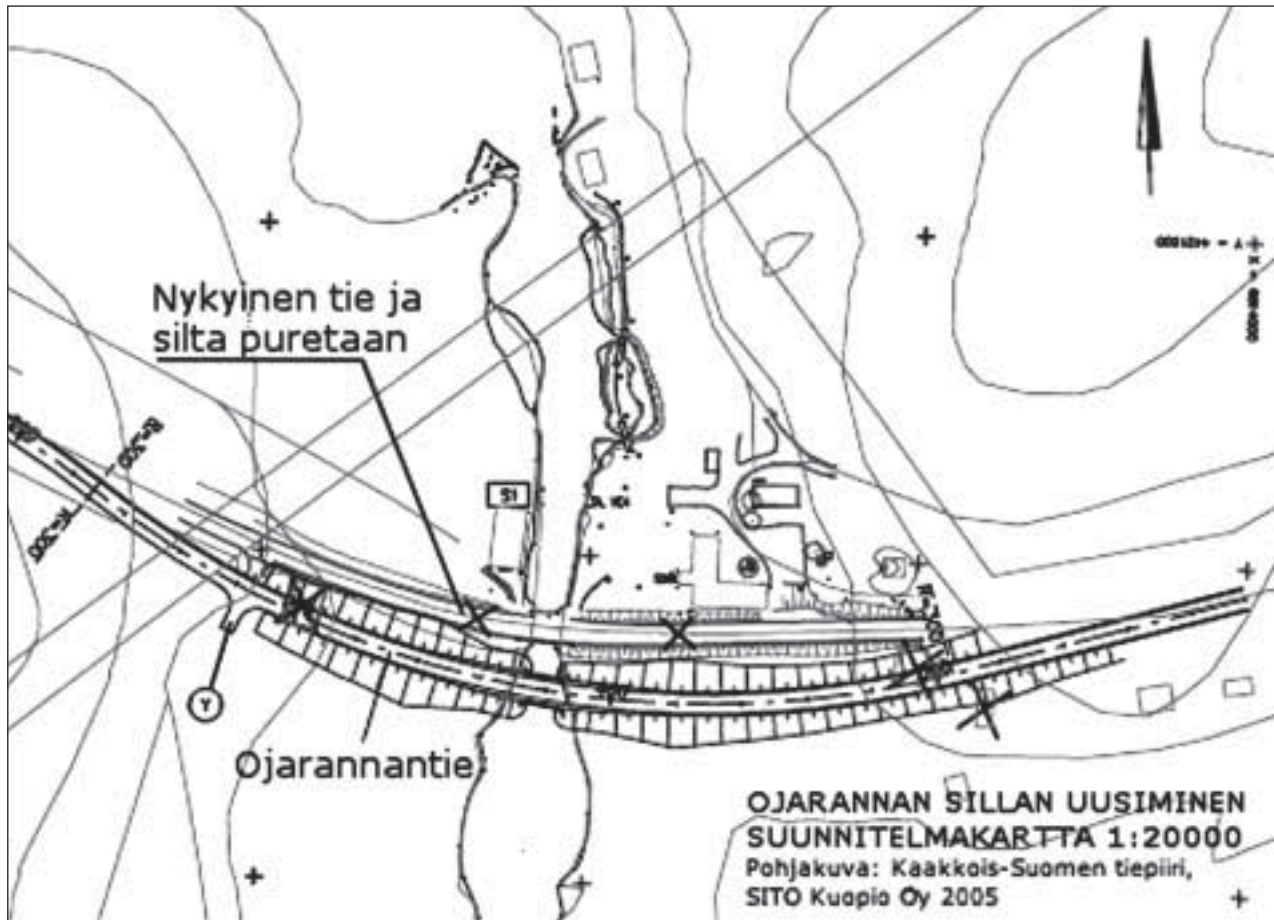 Nykyinen tie ja
silta puretaan
S1
Y
Ojarannantie
OJARANNAN SILLAN UUSIMINEN
SUUNNITELMAKARTTA 1:20000
Pohjakuva: Kaakkois-Suomen tiepiiri,
SITO Kuopio Oy 2005